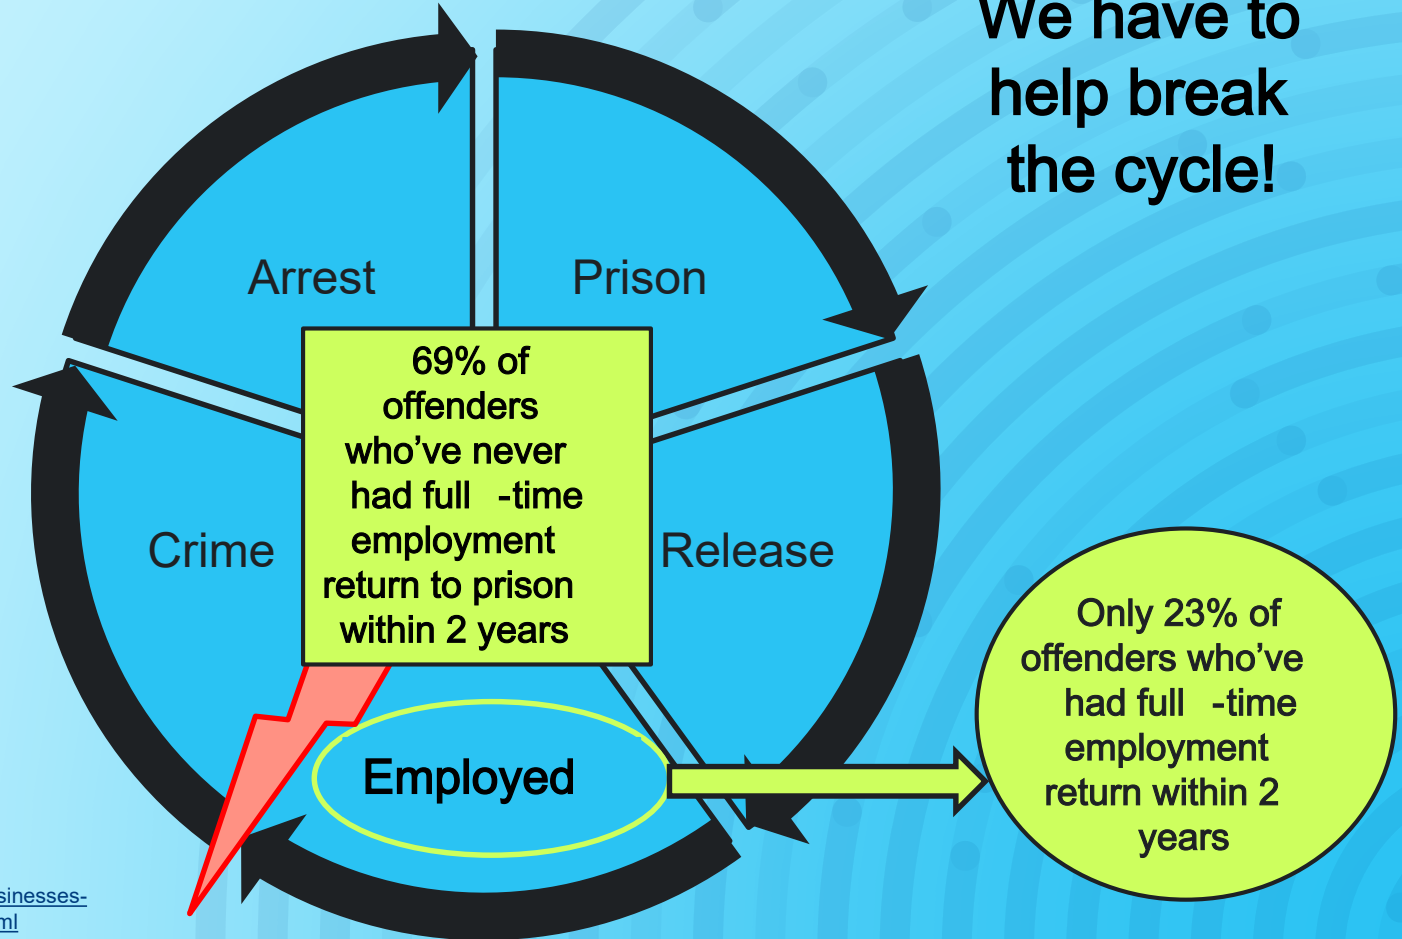 We have to
help break
the cycle!
Arrest
Prison
69% of
offenders
who've never
had full -time
employment
return to prison
within 2 years
Crime
Release
Employed
Only 23% of
offenders who've
had full -time
employment
return within 2
years
sinesses-
ml